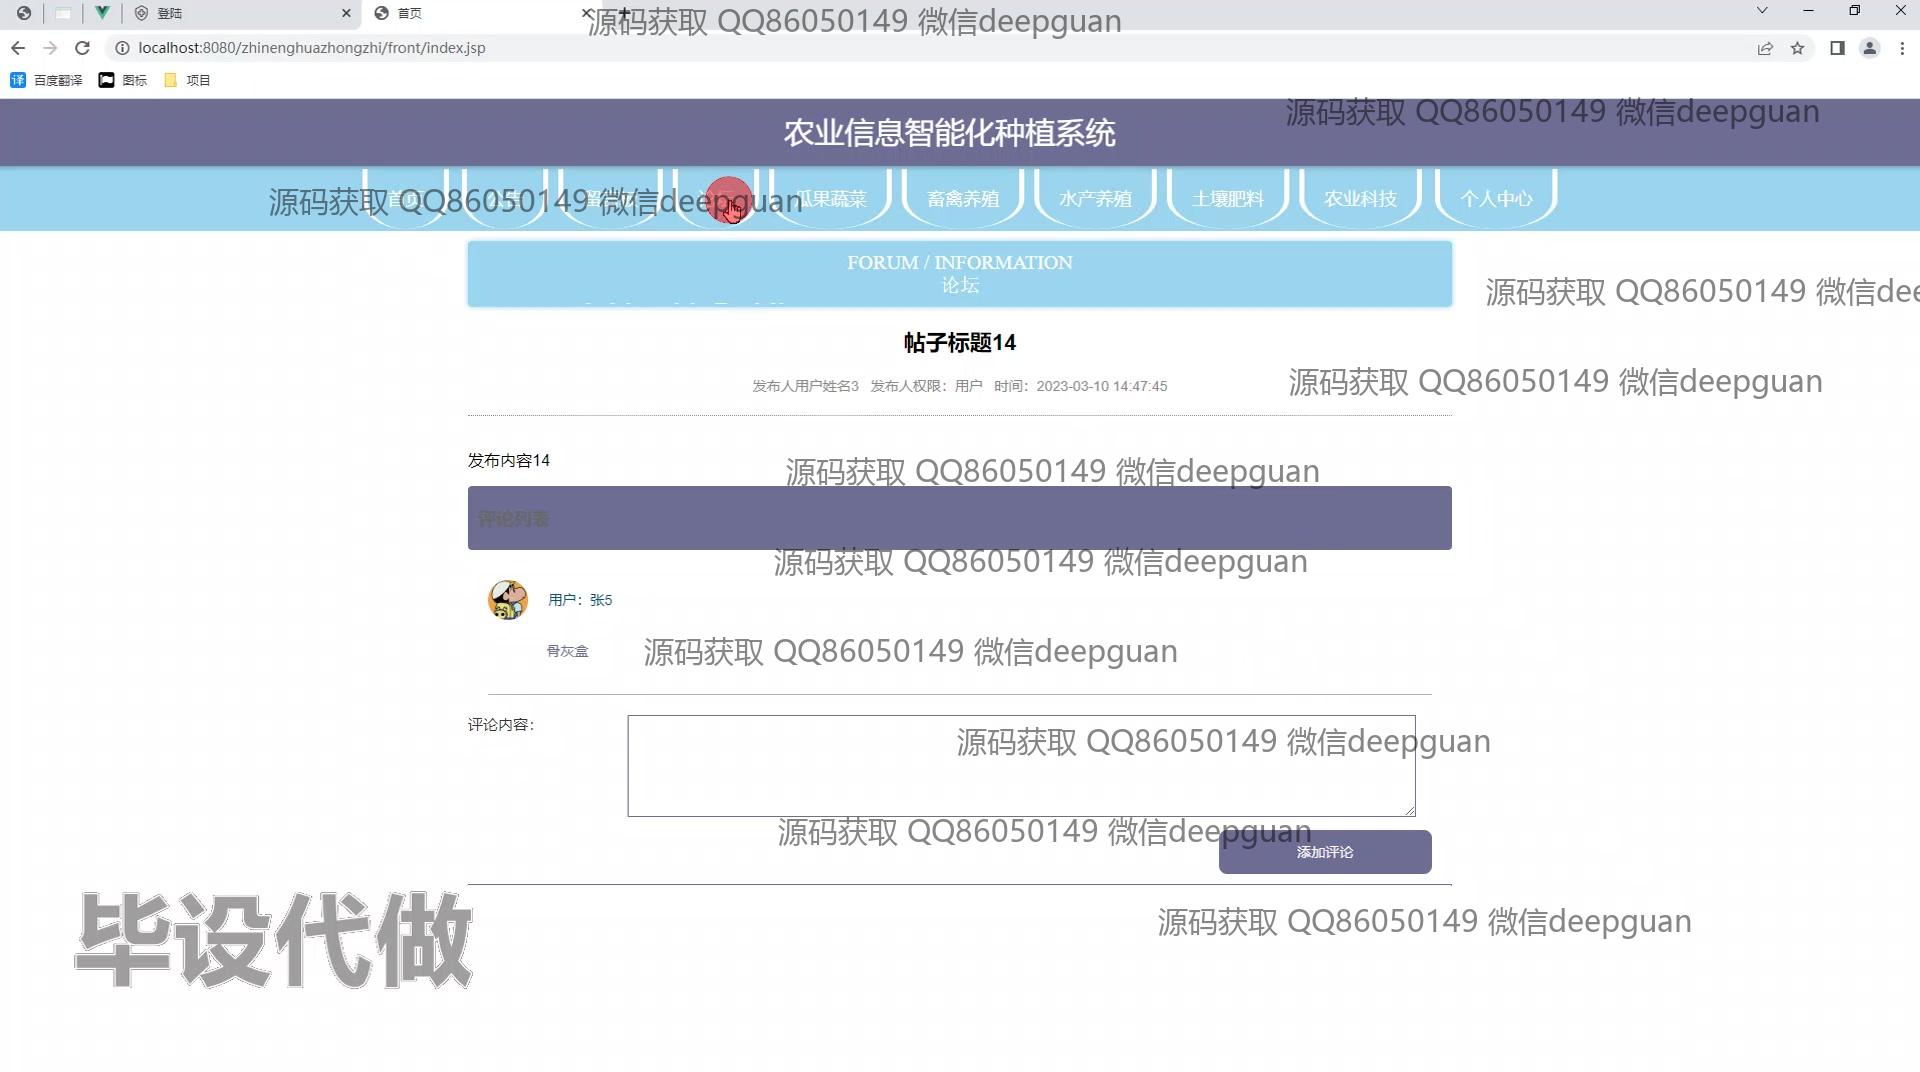 登陆
首页
源码获取 QQ86050149 微信deepguan
localhost:8080/zhinenghuazhongzhi/front/index.jsp
百度翻译
图标
项目
农业信息智能化种植系统
源码获取 QQ86050149 微信deepguan
首页
瓜果蔬菜
畜禽养殖
水产养殖
土壤肥料
农业科技
个人中心
源码获取 QQ86050149 微信deepguan
FORUM / INFORMATION
论坛
源码获取 QQ86050149 微信dee
帖子标题14
发布人用户姓名3 发布人权限：用户 时间：2023-03-10 14:47:45
源码获取 QQ86050149 微信deepguan
发布内容14
源码获取 QQ86050149 微信deepguan
评论列表
源码获取 QQ86050149 微信deepguan
用户：张5
骨灰盒
源码获取 QQ86050149 微信deepguan
评论内容：
源码获取 QQ86050149 微信deepguan
源码获取 QQ86050149 微信deepguan
添加评论
毕设代做
源码获取 QQ86050149 微信deepguan